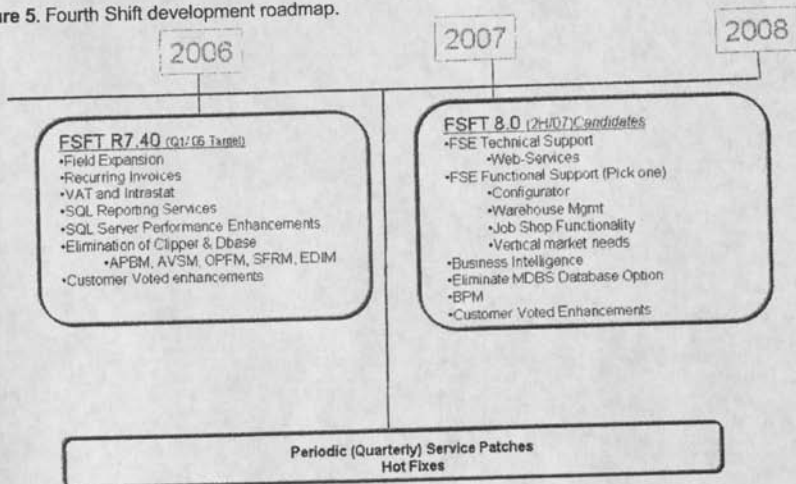 ure 5. Fourth Shift development roadmap.
2006
2007
2008
FSFT R7.40 (Q1/06 Target)
•Field Expansion
•Recurring Invoices
•VAT and Intrastat
•SQL Reporting Services
•SQL Server Performance Enhancements
•Elimination of Clipper & Dbase
•APBM, AVSM, OPFM, SFRM, EDIM
•Customer Voted enhancements
FSFT 8.0 (2H/07)Candidates
•FSE Technical Support
•Web-Services
•FSE Functional Support (Pick one)
•Configurator
•Warehouse Mgmt
•Job Shop Functionality
•Vertical market needs
•Business Intelligence
•Eliminate MDBS Database Option
•BPM
•Customer Voted Enhancements
Periodic (Quarterly) Service Patches
Hot Fixes